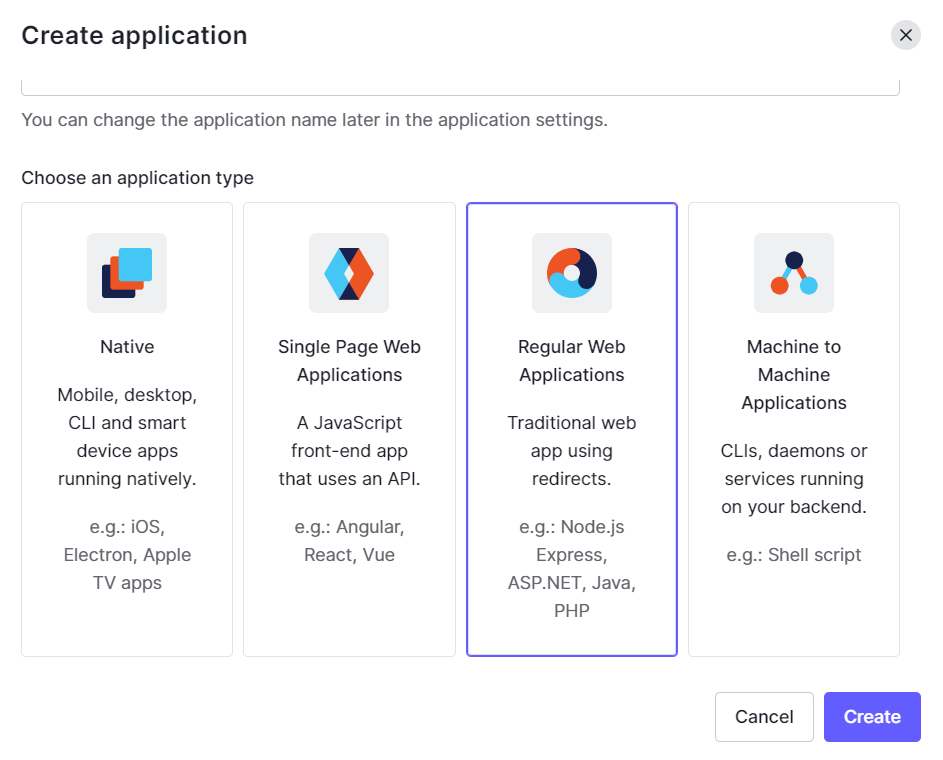 Create application
You can change the application name later in the application settings.
Choose an application type
Native
Mobile, desktop,
CLI and smart
device apps
running natively.
e.g.: iOS,
Electron, Apple
TV apps
Single Page Web
Applications
A JavaScript
front-end app
that uses an API.
e.g.: Angular,
React, Vue
Regular Web
Applications
Traditional web
app using
redirects.
e.g.: Node.js
Express,
ASP.NET, Java,
PHP
Machine to
Machine
Applications
CLIs, daemons or
services running
on your backend.
e.g.: Shell script
Cancel
Create